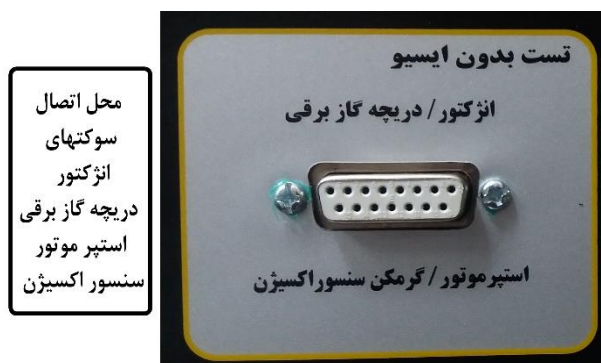 محل اتصال
سوکتهای
انژکتور
دریچه گاز برقی
استپر موتور
سنسور اکسیژن
تست بدون ایسیو
انژکتور / دریچه گاز برقی
استپرموتور / گرمکن سنسوراکسیژن